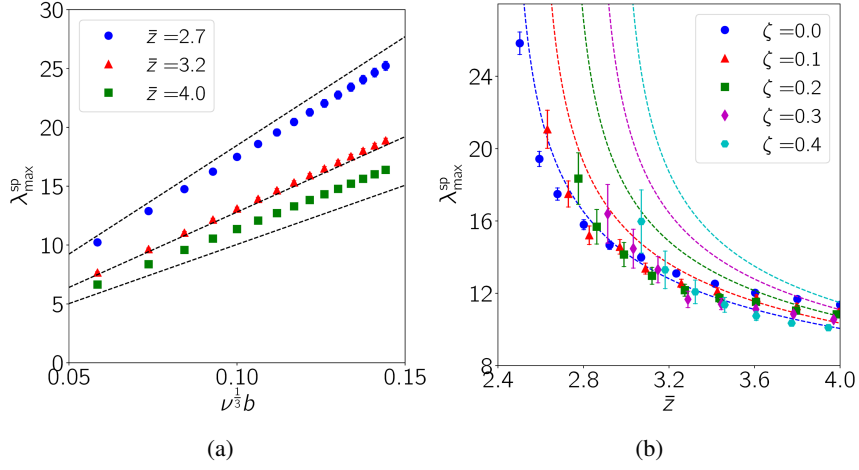 z̄ =2.7
z̄ =3.2
z̄ =4.0
λ^sp_max
30
25
20
15
10
5
0
0.05
0.10
0.15
ν^{1/3}b
(a)
ζ =0.0
ζ =0.1
ζ =0.2
ζ =0.3
ζ =0.4
λ^sp_max
24
20
16
12
8
2.4
2.8
3.2
3.6
4.0
z̄
(b)